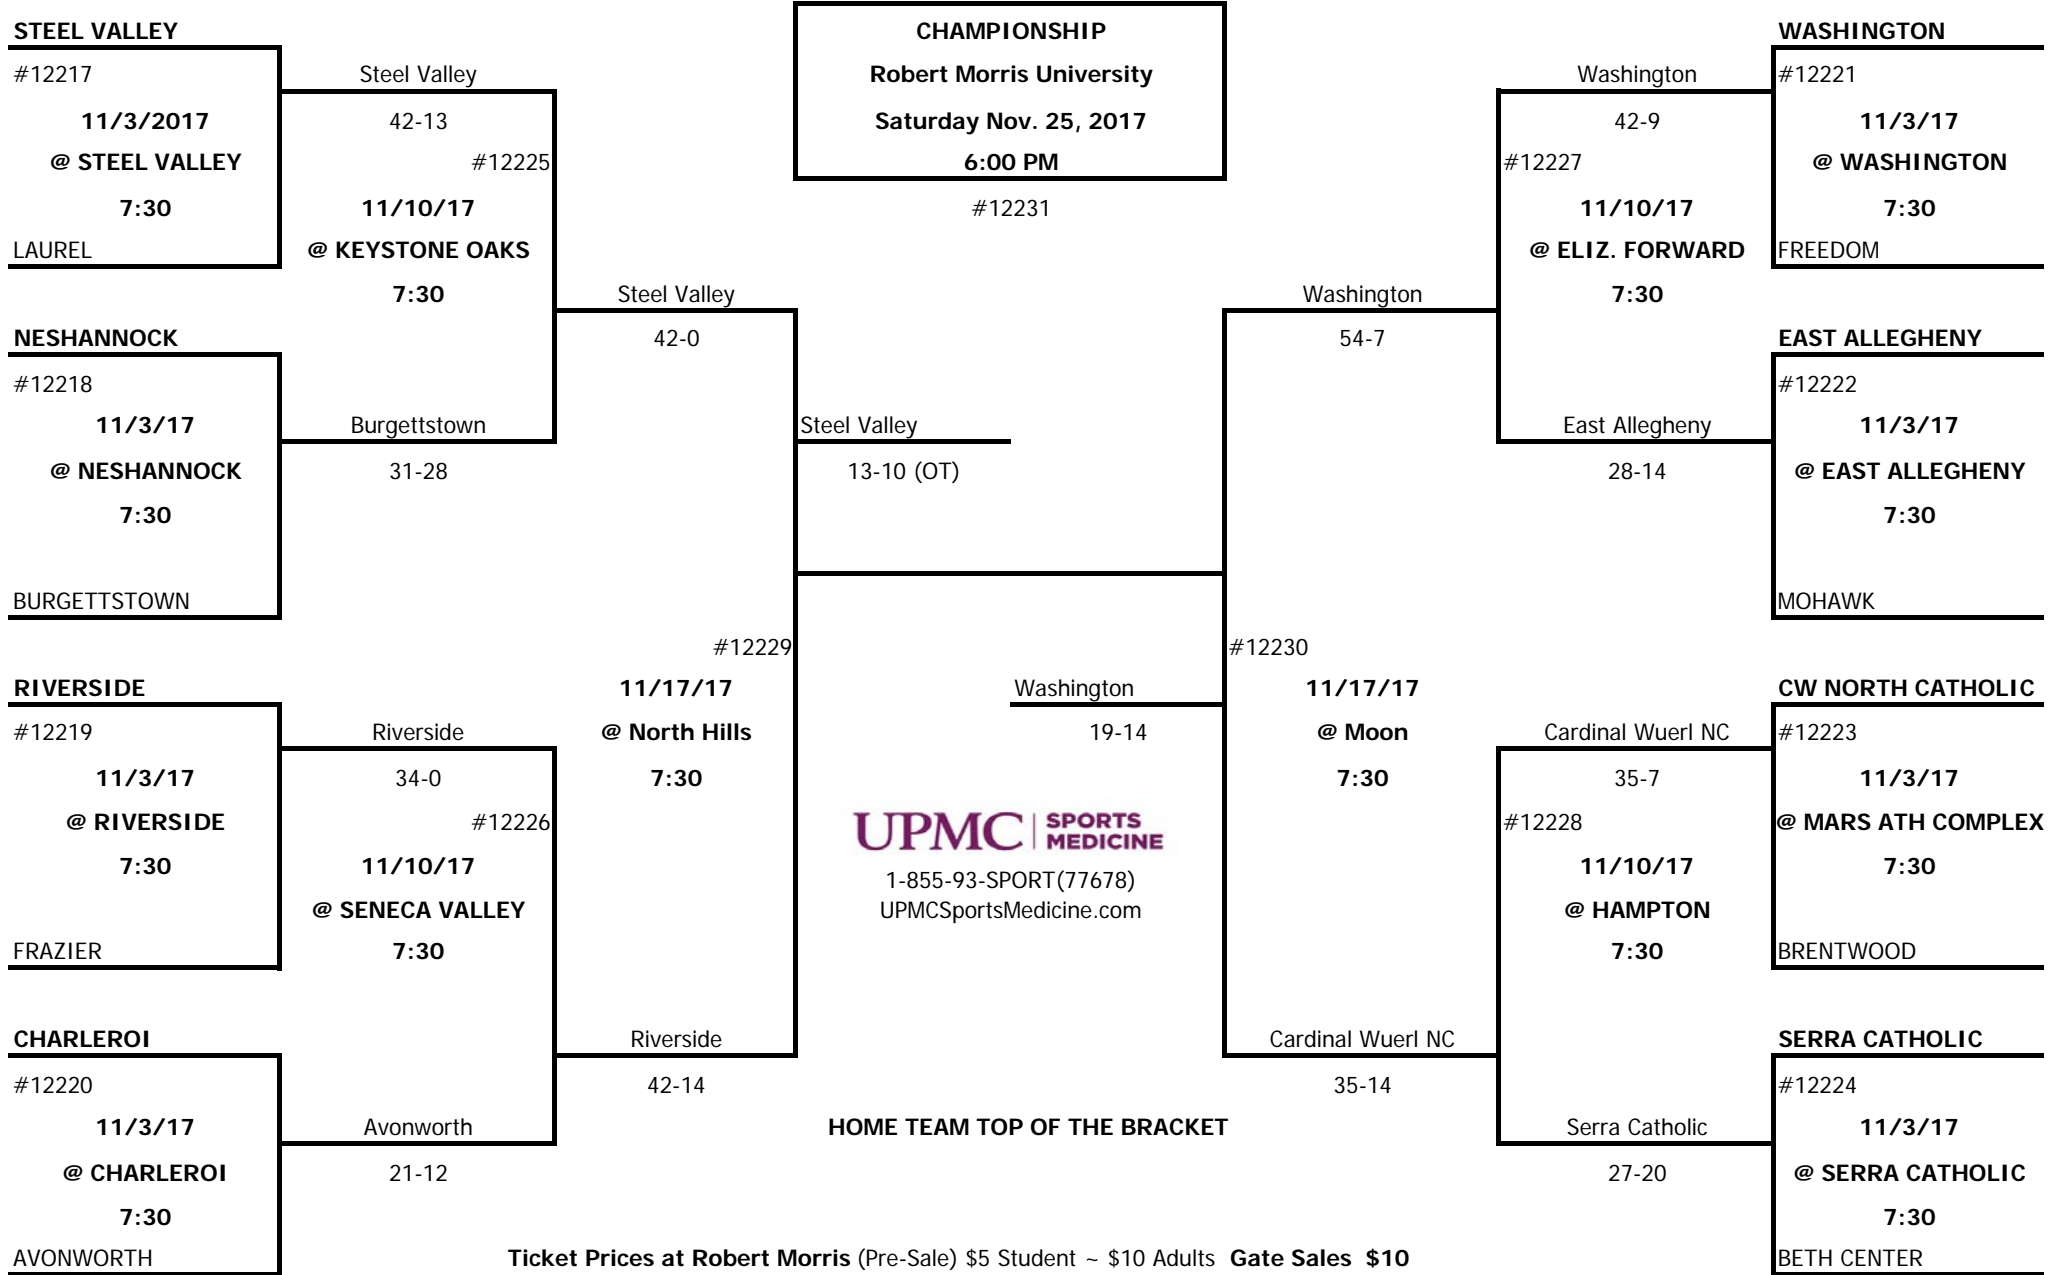 STEEL VALLEY
#12217
11/3/2017
@ STEEL VALLEY
7:30
LAUREL
NESHANNOCK
#12218
11/3/17
@ NESHANNOCK
7:30
BURGETTSTOWN
RIVERSIDE
#12219
11/3/17
@ RIVERSIDE
7:30
FRAZIER
CHARLEROI
#12220
11/3/17
@ CHARLEROI
7:30
AVONWORTH
Steel Valley
42-13
#12225
11/10/17
@ KEYSTONE OAKS
7:30
Burgettstown
31-28
Riverside
34-0
#12226
11/10/17
@ SENECA VALLEY
7:30
Avonworth
21-12
Steel Valley
42-0
#12229
11/17/17
@ North Hills
7:30
Riverside
42-14
CHAMPIONSHIP
Robert Morris University
Saturday Nov. 25, 2017
6:00 PM
#12231
Steel Valley
13-10 (OT)
Washington
19-14
UPMC SPORTS
MEDICINE
1-855-93-SPORT(77678)
UPMCSportsMedicine.com
HOME TEAM TOP OF THE BRACKET
Ticket Prices at Robert Morris (Pre-Sale) $5 Student ~ $10 Adults Gate Sales $10
Washington
54-7
#12230
11/17/17
@ Moon
7:30
Cardinal Wuerl NC
35-14
Washington
42-9
#12227
11/10/17
@ ELIZ. FORWARD
7:30
East Allegheny
28-14
Cardinal Wuerl NC
35-7
#12228
11/10/17
@ HAMPTON
7:30
Serra Catholic
27-20
WASHINGTON
#12221
11/3/17
@ WASHINGTON
7:30
FREEDOM
EAST ALLEGHENY
#12222
11/3/17
@ EAST ALLEGHENY
7:30
MOHAWK
CW NORTH CATHOLIC
#12223
11/3/17
@ MARS ATH COMPLEX
7:30
BRENTWOOD
SERRA CATHOLIC
#12224
11/3/17
@ SERRA CATHOLIC
7:30
BETH CENTER